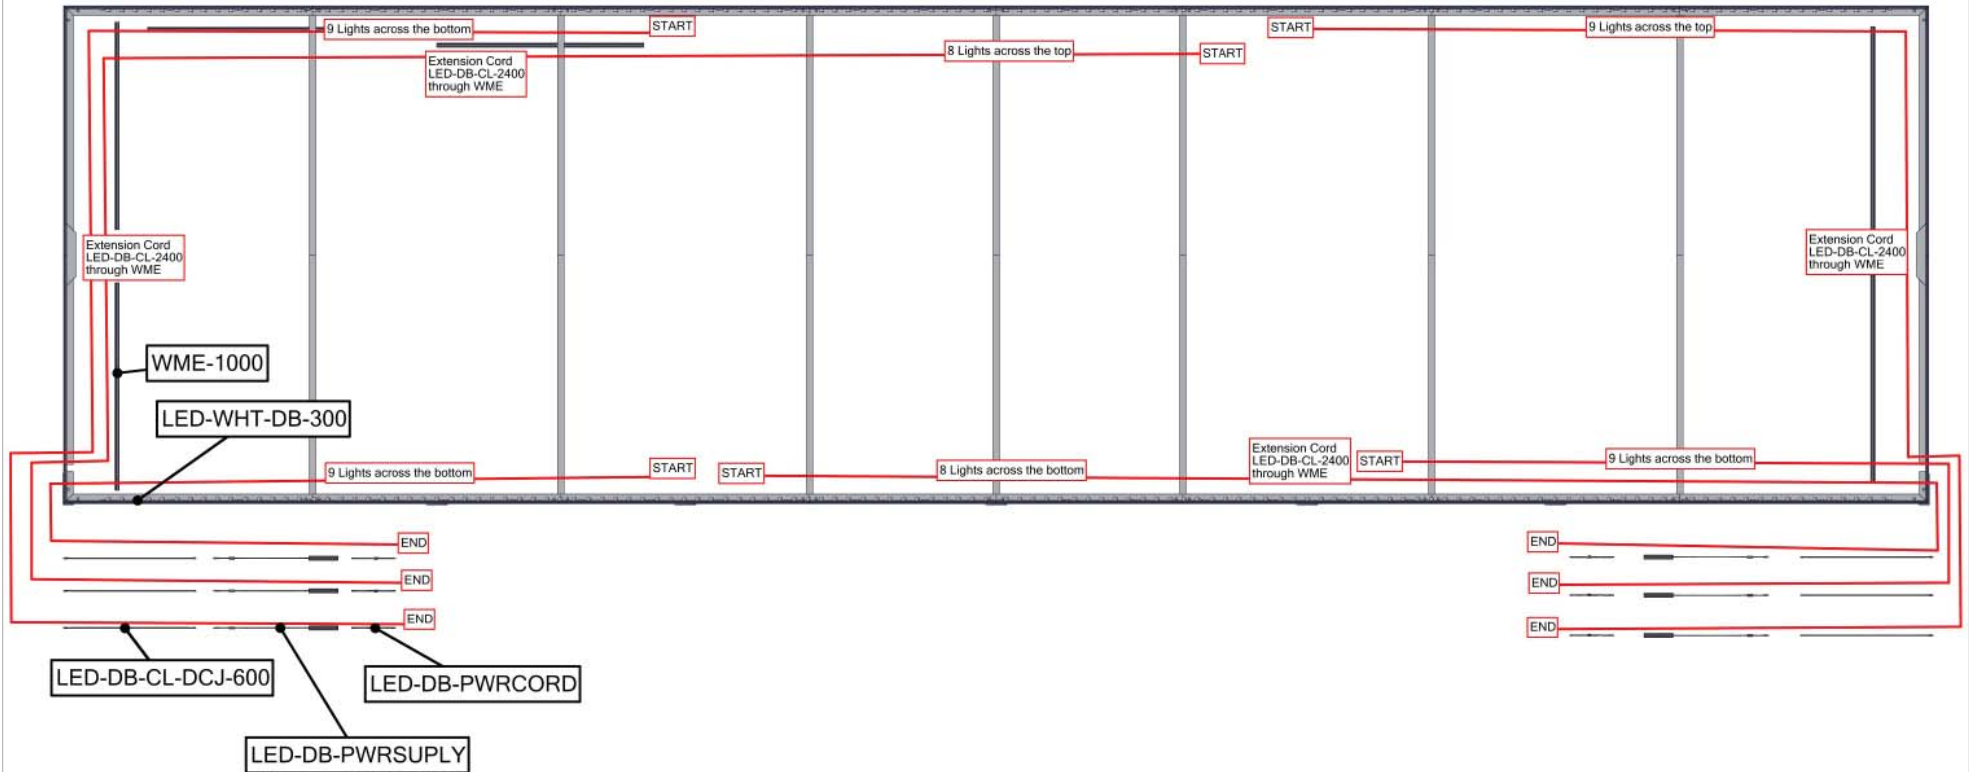 9 Lights across the bottom
START
START
9 Lights across the top
8 Lights across the top
START
Extension Cord
LED-DB-CL-2400
through WME
Extension Cord
LED-DB-CL-2400
through WME
Extension Cord
LED-DB-CL-2400
through WME
WME-1000
LED-WHT-DB-300
9 Lights across the bottom
START
START
8 Lights across the bottom
Extension Cord
LED-DB-CL-2400
through WME
START
9 Lights across the bottom
END
END
END
END
END
END
LED-DB-CL-DCJ-600
LED-DB-PWRCORD
LED-DB-PWRSUPLY